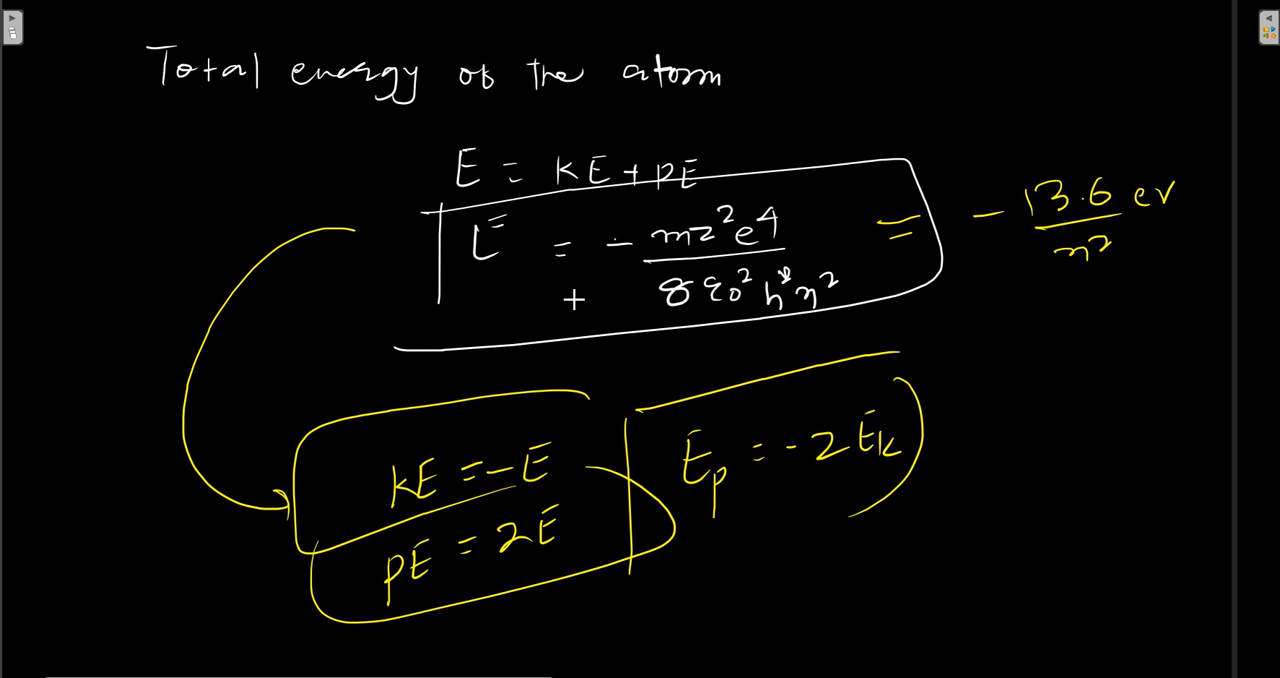 Total energy of the atom
E = KE + PE
E = - mz²e⁴ / 8ε₀²h²n² = - 13.6 ev / n²
+
KE = -E
PE = 2E
Ep = -2Ek